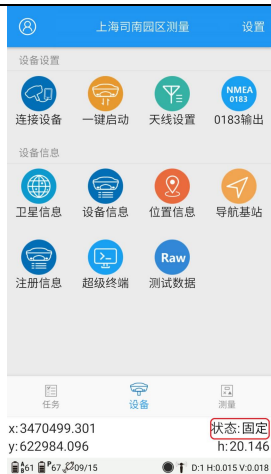 上海司南园区测量 设置
设备设置
连接设备 一键启动 天线设置 NMEA 0183 0183输出
设备信息
卫星信息 设备信息 位置信息 导航基站
注册信息 超级终端 Raw 测试数据
任务 设备 测量
x:3470499.301 状态:固定
y:622984.096 h:20.146
61 P67 09/15 D:1 H:0.015 V:0.018